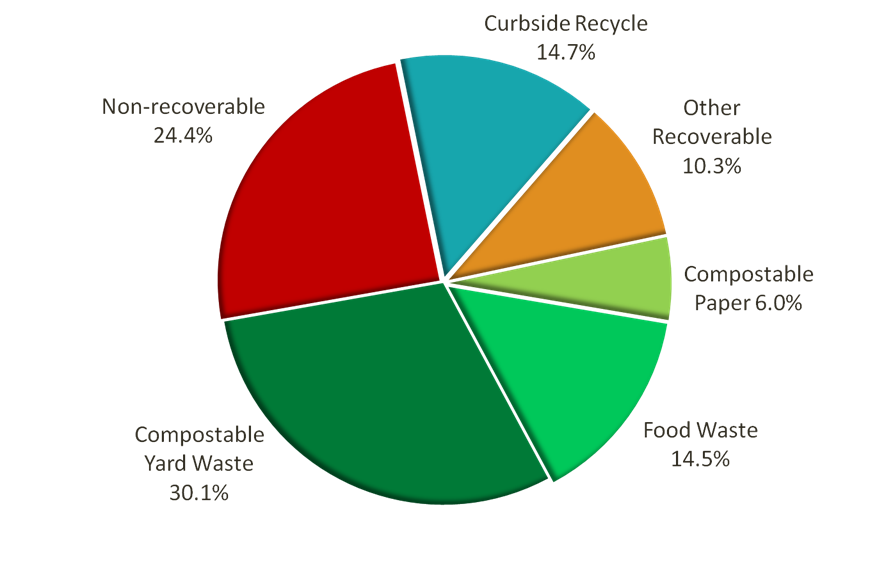 Curbside Recycle
14.7%
Non-recoverable
24.4%
Other
Recoverable
10.3%
Compostable
Paper 6.0%
Food Waste
14.5%
Compostable
Yard Waste
30.1%